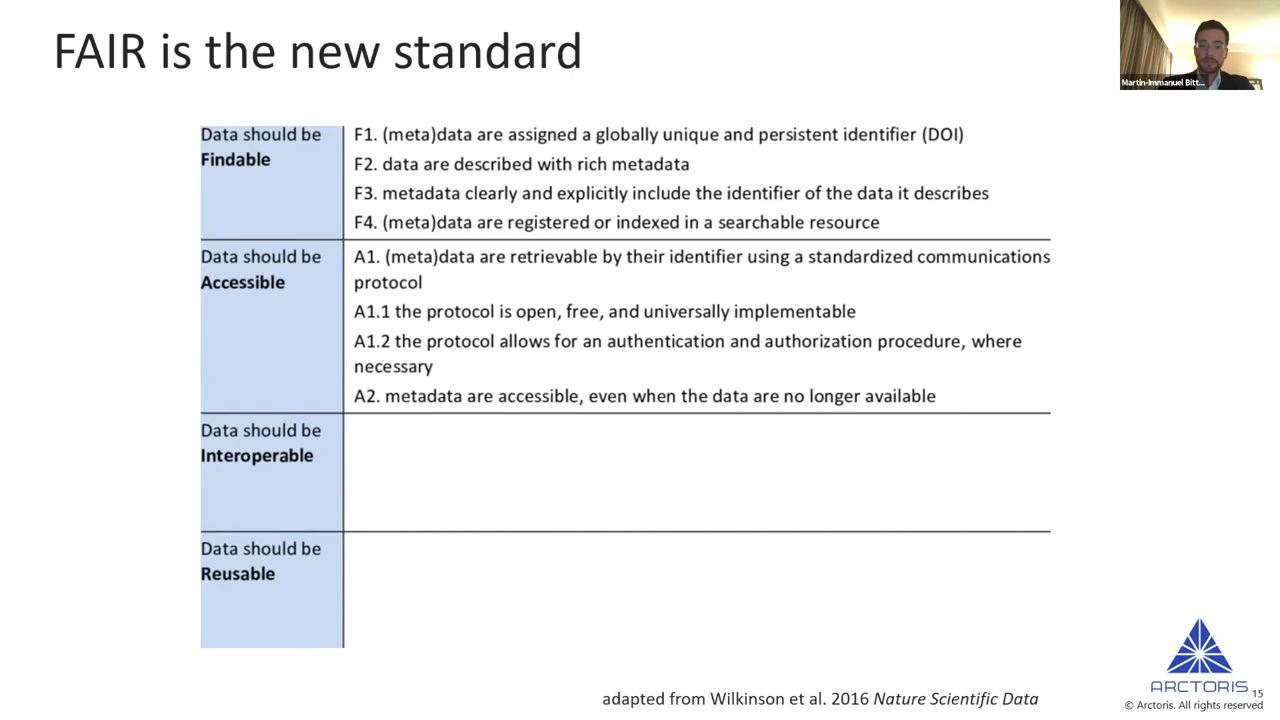 FAIR is the new standard
Martin-Immanuel Bitt...
Data should be
Findable
F1. (meta)data are assigned a globally unique and persistent identifier (DOI)
F2. data are described with rich metadata
F3. metadata clearly and explicitly include the identifier of the data it describes
F4. (meta)data are registered or indexed in a searchable resource
Data should be
Accessible
A1. (meta)data are retrievable by their identifier using a standardized communications
protocol
A1.1 the protocol is open, free, and universally implementable
A1.2 the protocol allows for an authentication and authorization procedure, where
necessary
A2. metadata are accessible, even when the data are no longer available
Data should be
Interoperable
Data should be
Reusable
adapted from Wilkinson et al. 2016 Nature Scientific Data
ARCTORIS
15
© Arctoris. All rights reserved